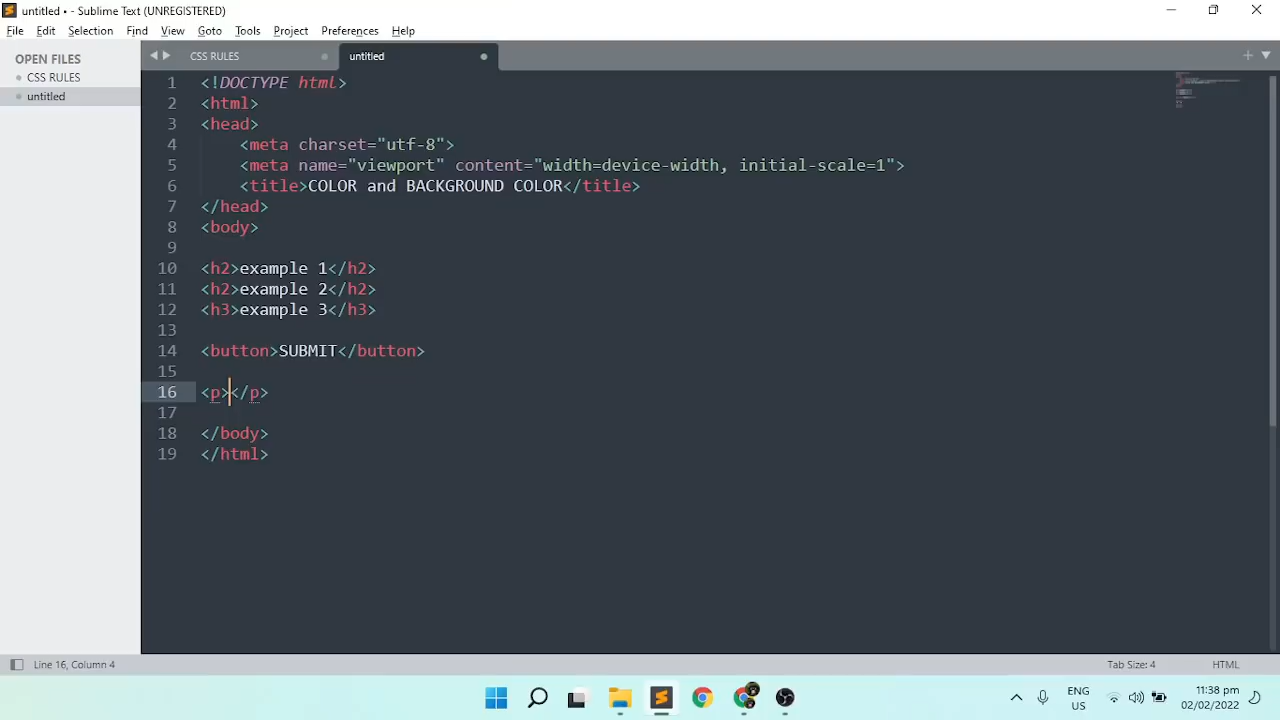 untitled • - Sublime Text (UNREGISTERED)
File Edit Selection Find View Goto Tools Project Preferences Help
OPEN FILES
CSS RULES
untitled
CSS RULES
untitled
1 <!DOCTYPE html>
2 <html>
3 <head>
4 <meta charset="utf-8">
5 <meta name="viewport" content="width=device-width, initial-scale=1">
6 <title>COLOR and BACKGROUND COLOR</title>
7 </head>
8 <body>
9
10 <h2>example 1</h2>
11 <h2>example 2</h2>
12 <h3>example 3</h3>
13
14 <button>SUBMIT</button>
15
16 <p></p>
17
18 </body>
19 </html>
Line 16, Column 4
Tab Size: 4
HTML
ENG
US
11:38 pm
02/02/2022